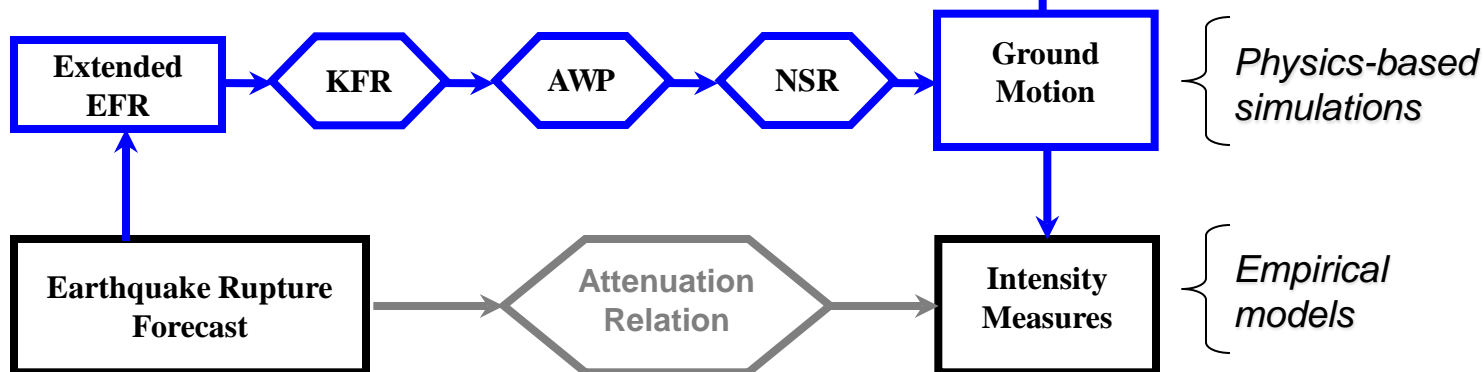 Extended
EFR
KFR
AWP
NSR
Ground
Motion
Physics-based
simulations
Earthquake Rupture
Forecast
Attenuation
Relation
Intensity
Measures
Empirical
models